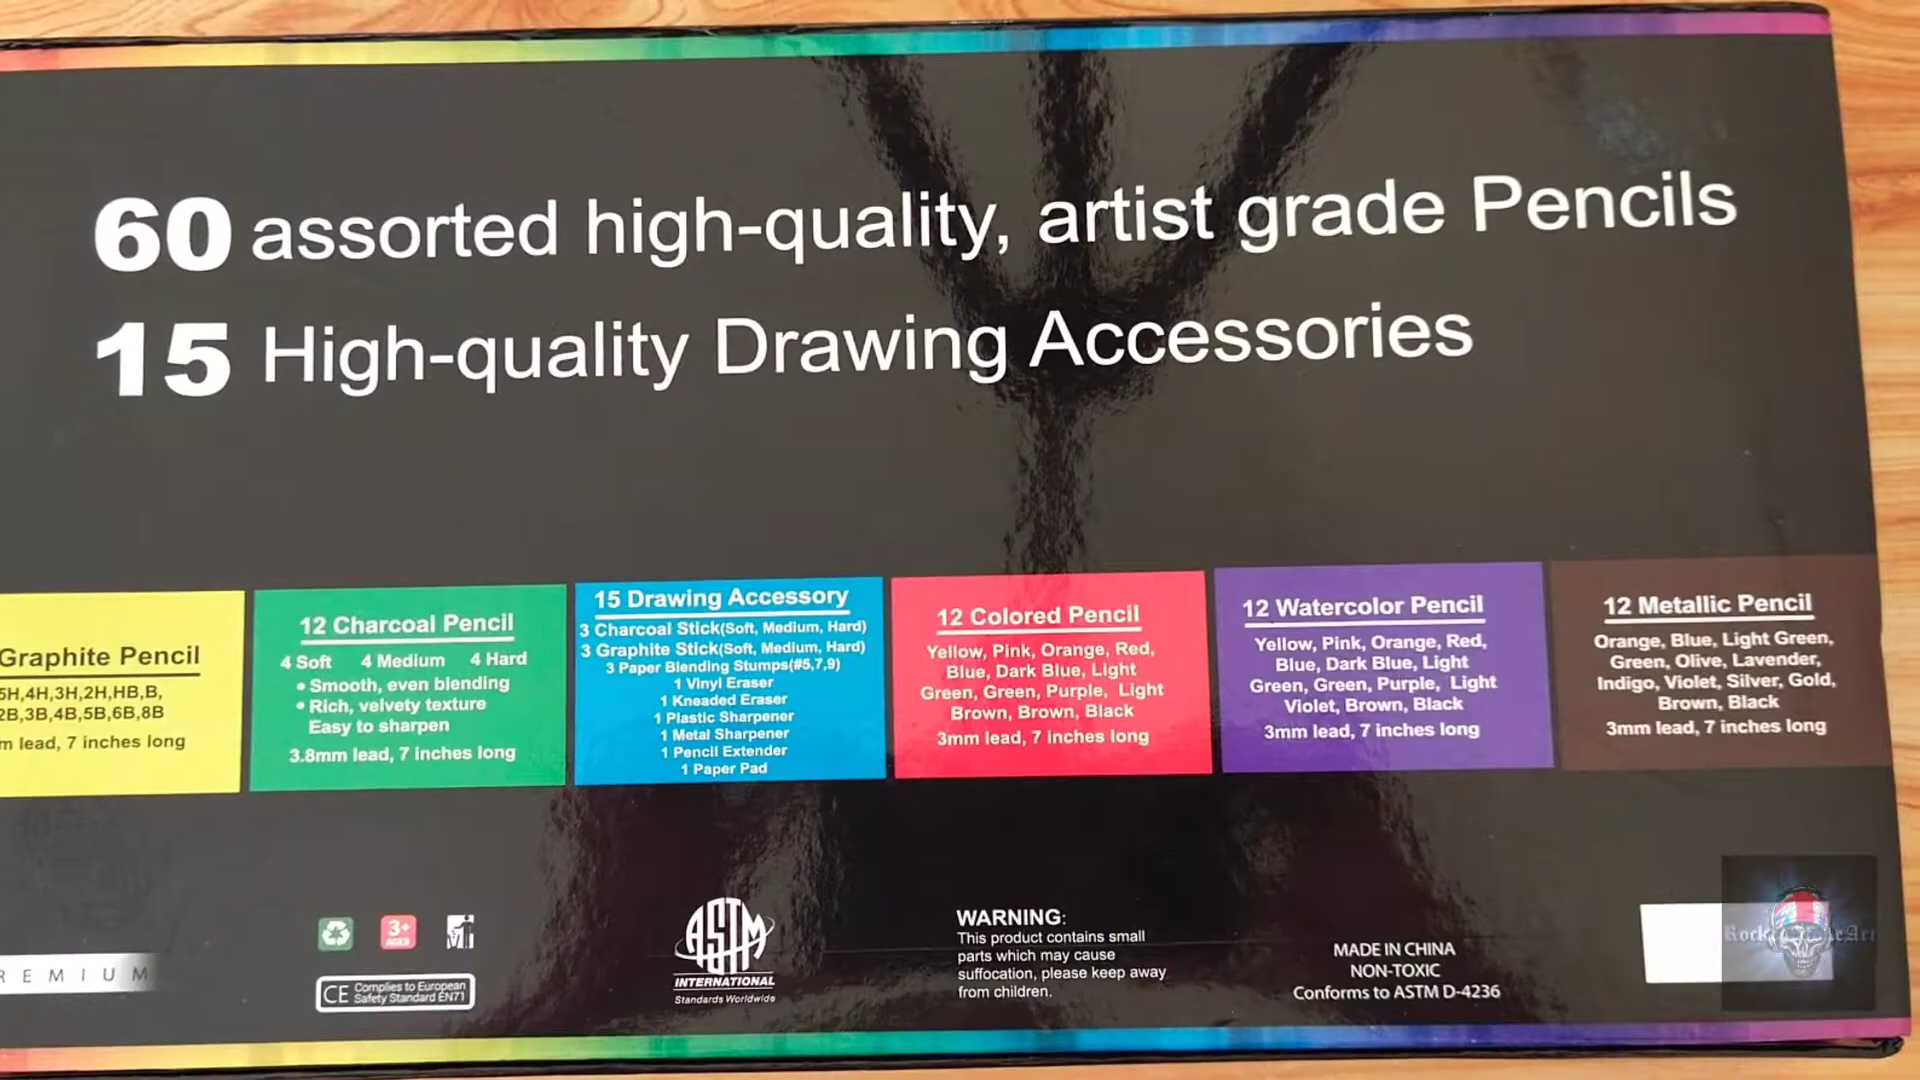 60 assorted high-quality, artist grade Pencils
15 High-quality Drawing Accessories
Graphite Pencil
5H,4H,3H,2H,HB,B,
2B,3B,4B,5B,6B,8B
lead, 7 inches long
12 Charcoal Pencil
4 Soft 4 Medium 4 Hard
• Smooth, even blending
• Rich, velvety texture
Easy to sharpen
3.8mm lead, 7 inches long
15 Drawing Accessory
3 Charcoal Stick(Soft, Medium, Hard)
3 Graphite Stick(Soft, Medium, Hard)
3 Paper Blending Stumps(#5,7,9)
1 Vinyl Eraser
1 Kneaded Eraser
1 Plastic Sharpener
1 Metal Sharpener
1 Pencil Extender
1 Paper Pad
12 Colored Pencil
Yellow, Pink, Orange, Red,
Blue, Dark Blue, Light
Green, Green, Purple, Light
Brown, Brown, Black
3mm lead, 7 inches long
12 Watercolor Pencil
Yellow, Pink, Orange, Red,
Blue, Dark Blue, Light
Green, Green, Purple, Light
Violet, Brown, Black
3mm lead, 7 inches long
12 Metallic Pencil
Orange, Blue, Light Green,
Green, Olive, Lavender,
Indigo, Violet, Silver, Gold,
Brown, Black
3mm lead, 7 inches long
REMIUM
3+
AGES
CE Complies to European
Safety Standard EN71
ASTM
INTERNATIONAL
Standards Worldwide
WARNING:
This product contains small
parts which may cause
suffocation, please keep away
from children.
MADE IN CHINA
NON-TOXIC
Conforms to ASTM D-4236